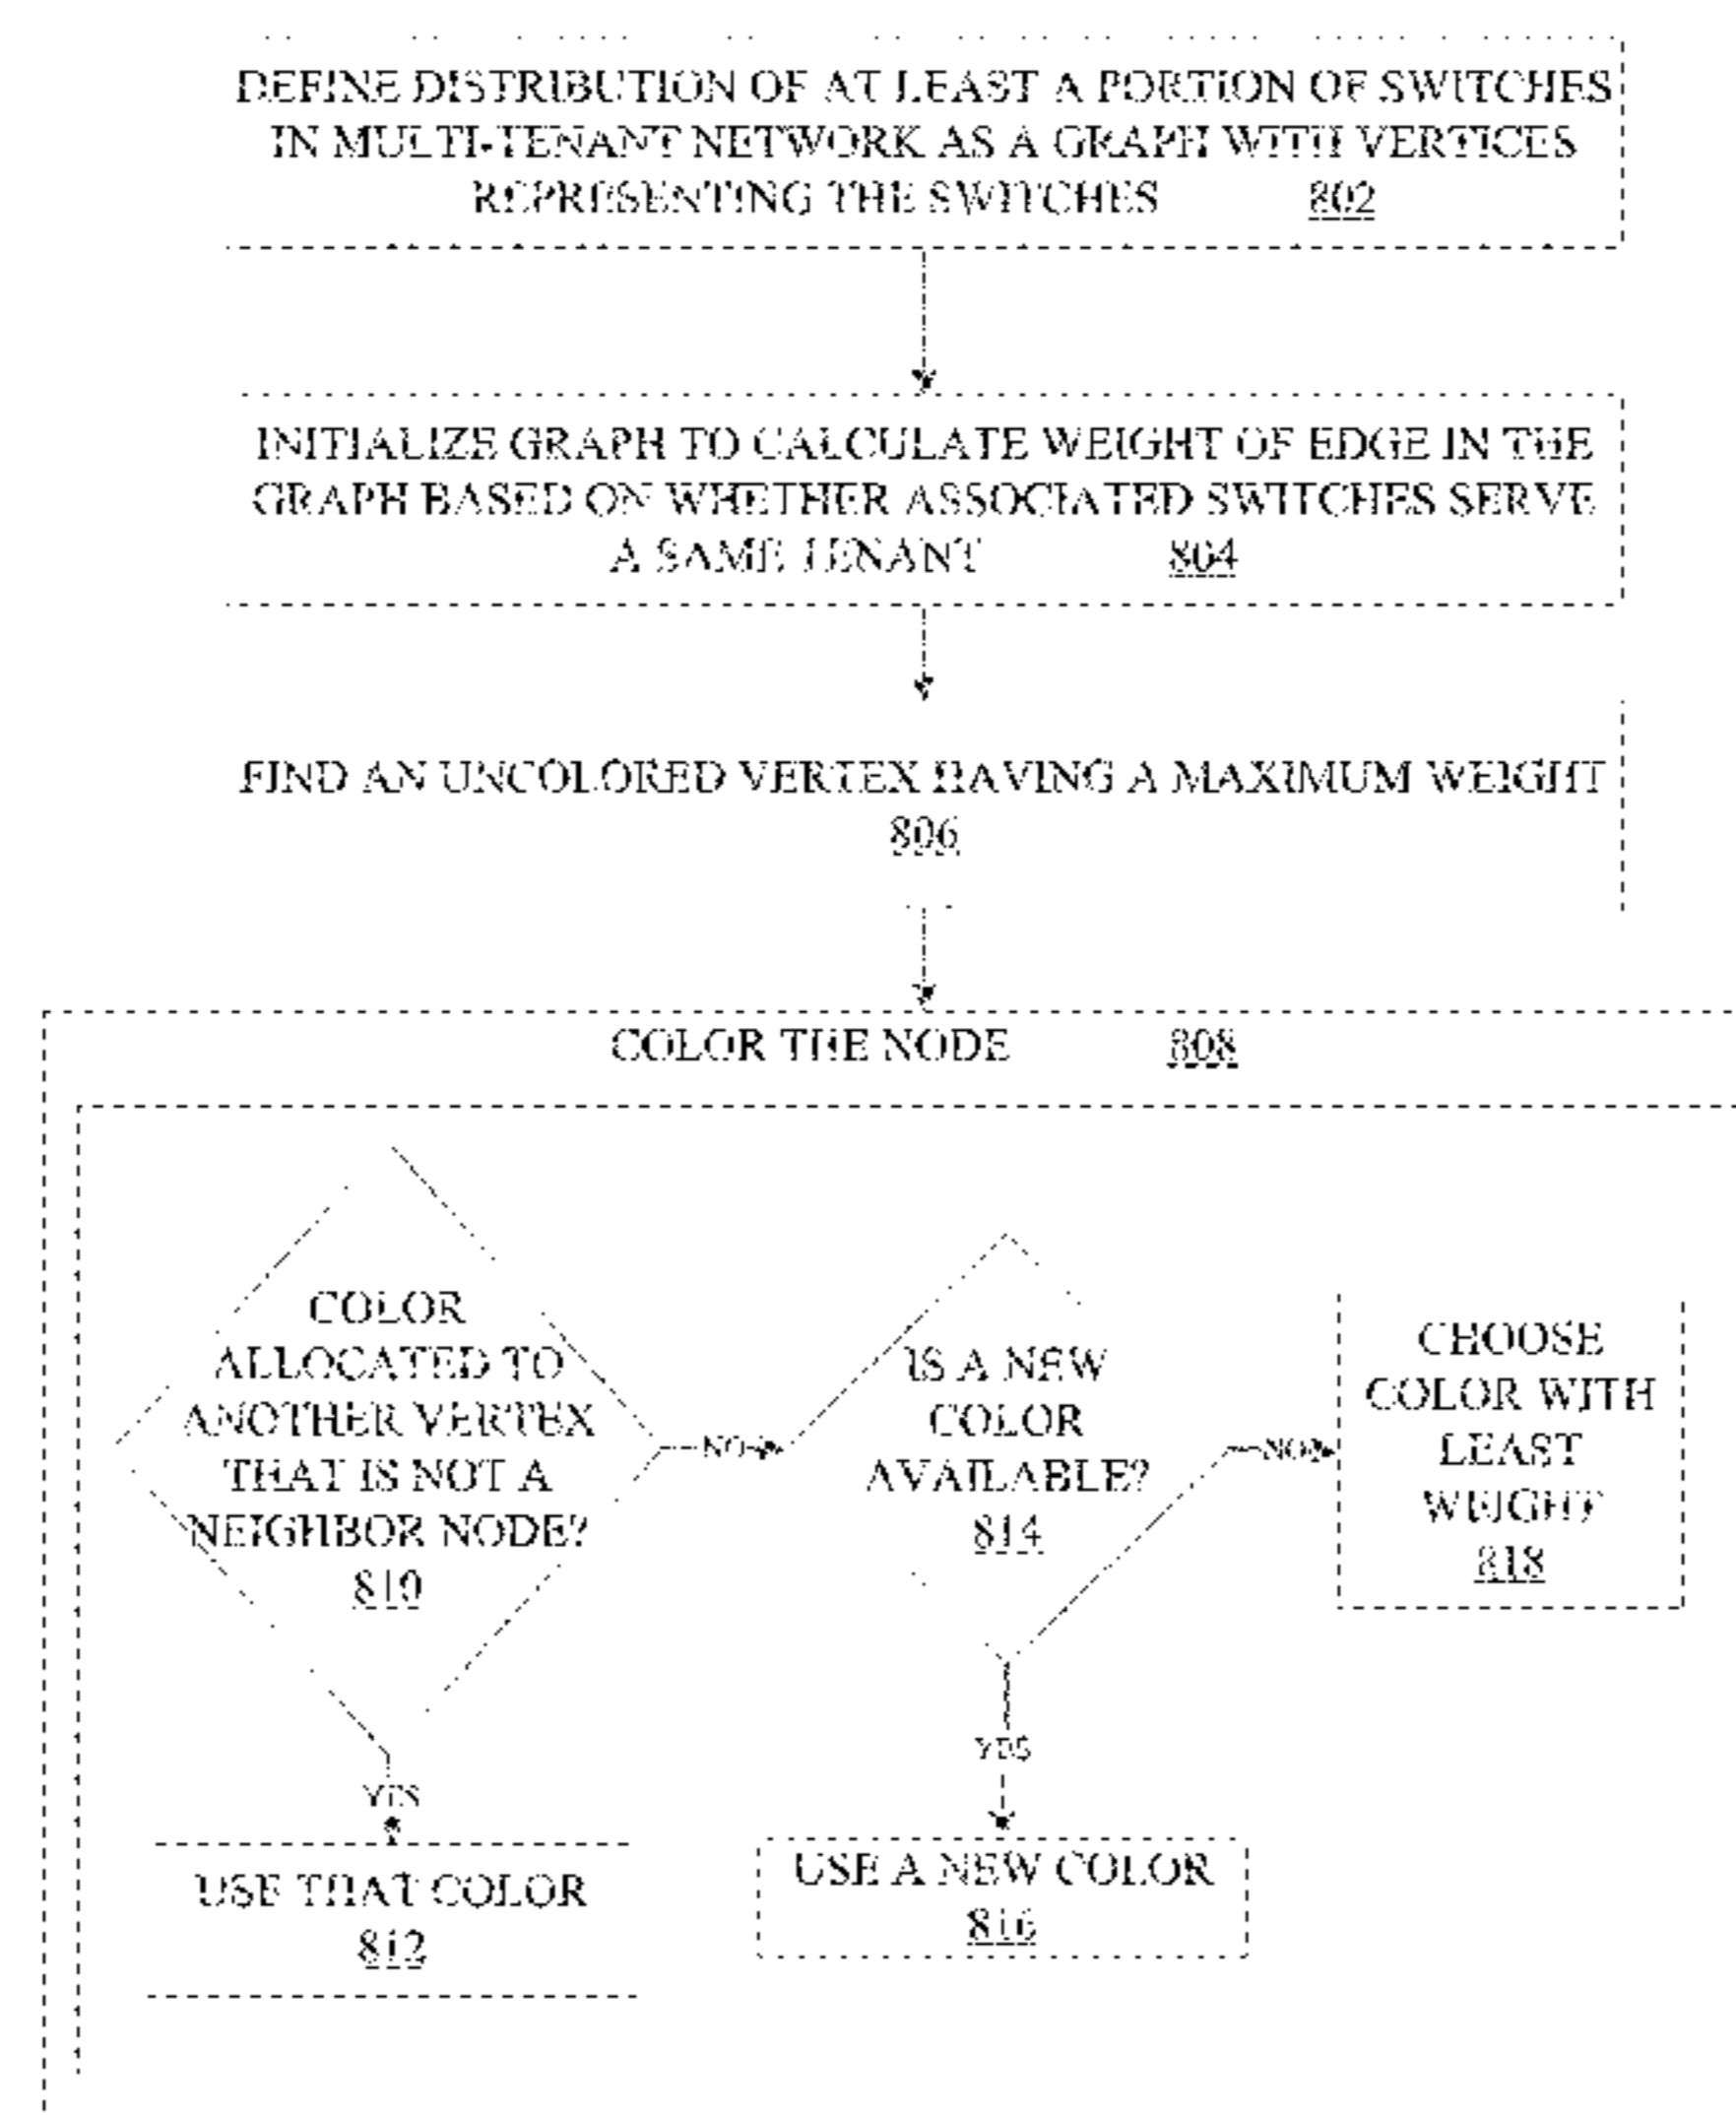 DEFINE DISTRIBUTION OF AT LEAST A PORTION OF SWITCHES
IN MULTI-TENANT NETWORK AS A GRAPH WITH VERTICES
REPRESENTING THE SWITCHES 802
INITIALIZE GRAPH TO CALCULATE WEIGHT OF EDGE IN THE
GRAPH BASED ON WHETHER ASSOCIATED SWITCHES SERVE
A SAME TENANT 804
FIND AN UNCOLORED VERTEX HAVING A MAXIMUM WEIGHT
806
COLOR THE NODE 808
COLOR
ALLOCATED TO
ANOTHER VERTEX
THAT IS NOT A
NEIGHBOR NODE?
810
NO
IS A NEW
COLOR
AVAILABLE?
814
NO
CHOOSE
COLOR WITH
LEAST
WEIGHT
818
YES
YES
USE THAT COLOR
812
USE A NEW COLOR
816